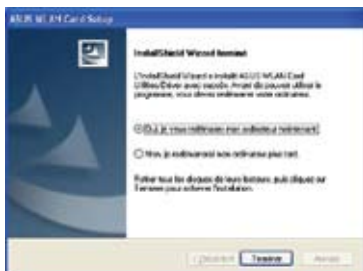 ASUS WLAN Card Setup
InstallShield Wizard terminé
L'InstallShield Wizard a installé ASUS WLAN Card
Utilities/Driver avec succès. Avant de pouvoir utiliser le
programme, vous devez redémarrer votre ordinateur.
Oui, je veux redémarrer mon ordinateur maintenant.
Non, je redémarrerai mon ordinateur plus tard.
Retirer tous les disques de leurs lecteurs, puis cliquez sur
Terminer pour achever l'installation.
< Précédent Terminer Annuler